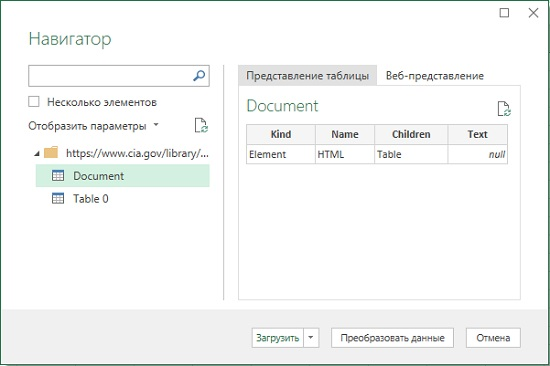 Навигатор
Несколько элементов
Отобразить параметры
https://www.cia.gov/library/...
Document
Table 0
Представление таблицы Веб-представление
Document
Kind Name Children Text
Element HTML Table null
Загрузить Преобразовать данные Отмена